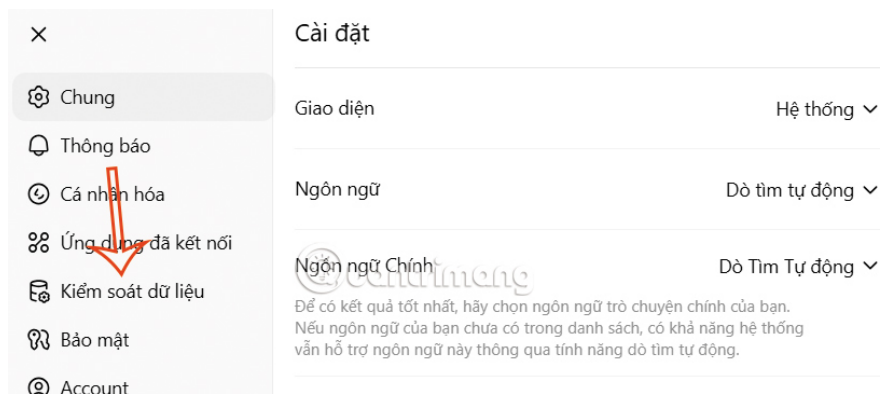 Cài đặt
Chung
Thông báo
Cá nhân hóa
Ứng dụng đã kết nối
Kiểm soát dữ liệu
Bảo mật
Account
Giao diện
Hệ thống
Ngôn ngữ
Dò tìm tự động
Ngôn ngữ Chính
Dò Tìm Tự động
Để có kết quả tốt nhất, hãy chọn ngôn ngữ trò chuyện chính của bạn.
Nếu ngôn ngữ của bạn chưa có trong danh sách, có khả năng hệ thống
vẫn hỗ trợ ngôn ngữ này thông qua tính năng dò tìm tự động.
@uantrimang